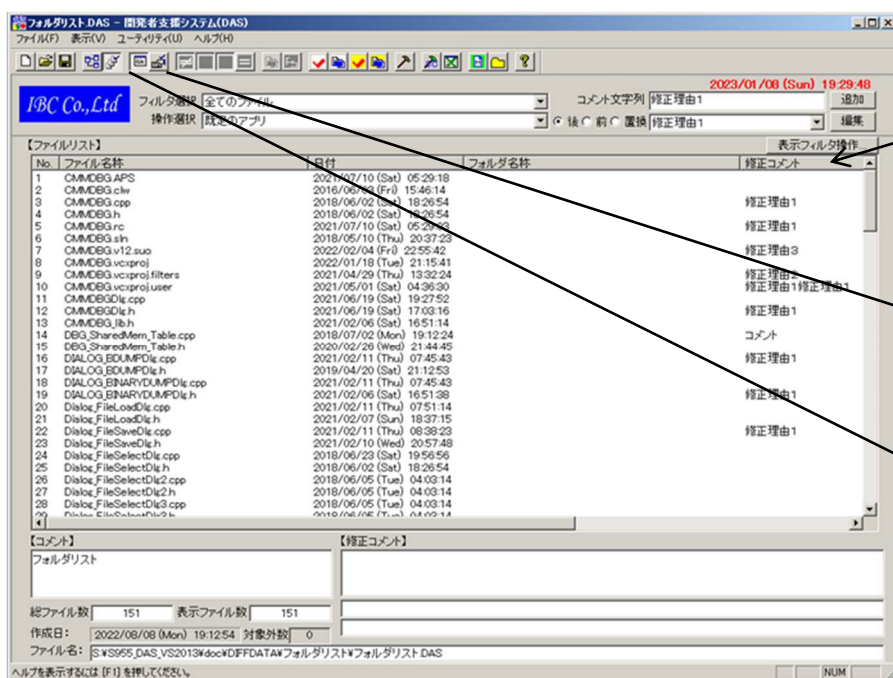 フォルダリスト.DAS - 開発者支援システム(DAS)
ファイル(F) 表示(V) ユーティリティ(U) ヘルプ(H)
2023/01/08 (Sun) 19:29:48
IBC Co.,Ltd フィルタ選択 全てのファイル コメント文字列 修正理由1 追加
操作選択 既定のアプリ 後 前 置換 修正理由1 編集
【ファイルリスト】 表示フィルタ操作...
No. ファイル名称 日付 フォルダ名称 修正コメント
1 CMMDBG.APS 2021/07/10 (Sat) 05:29:18
2 CMMDBG.clw 2016/06/03 (Fri) 15:46:14
3 CMMDBG.cpp 2018/06/02 (Sat) 18:26:54 修正理由1
4 CMMDBG.h 2018/06/02 (Sat) 18:26:54
5 CMMDBG.rc 2021/07/10 (Sat) 05:29:03 修正理由1
6 CMMDBG.sln 2018/05/10 (Thu) 20:37:23
7 CMMDBG.v12.suo 2022/02/04 (Fri) 22:55:42 修正理由3
8 CMMDBG.vcxproj 2022/01/18 (Tue) 21:15:41
9 CMMDBG.vcxproj.filters 2021/04/29 (Thu) 13:32:24 修正理由2
10 CMMDBG.vcxproj.user 2021/05/01 (Sat) 04:36:30 修正理由1修正理由1
11 CMMDBGDlg.cpp 2021/06/19 (Sat) 19:27:52
12 CMMDBGDlg.h 2021/06/19 (Sat) 17:03:16 修正理由1
13 CMMDBG_lib.h 2021/02/06 (Sat) 16:51:14
14 DBG_SharedMem_Table.cpp 2018/07/02 (Mon) 19:12:24 コメント
15 DBG_SharedMem_Table.h 2020/02/26 (Wed) 21:44:45
16 DIALOG_BDUMPDlg.cpp 2021/02/11 (Thu) 07:45:43 修正理由1
17 DIALOG_BDUMPDlg.h 2019/04/20 (Sat) 21:12:53
18 DIALOG_BINARYDUMPDlg.cpp 2021/02/11 (Thu) 07:45:43
19 DIALOG_BINARYDUMPDlg.h 2021/02/06 (Sat) 16:51:38 修正理由1
20 Dialog_FileLoadDlg.cpp 2021/02/11 (Thu) 07:51:14
21 Dialog_FileLoadDlg.h 2021/02/07 (Sun) 18:37:15
22 Dialog_FileSaveDlg.cpp 2021/02/11 (Thu) 08:38:23 修正理由1
23 Dialog_FileSaveDlg.h 2021/02/10 (Wed) 20:57:48
24 Dialog_FileSelectDlg.cpp 2018/06/23 (Sat) 19:56:56
25 Dialog_FileSelectDlg.h 2018/06/02 (Sat) 18:26:54
26 Dialog_FileSelectDlg2.cpp 2018/06/05 (Tue) 04:03:14
27 Dialog_FileSelectDlg2.h 2018/06/05 (Tue) 04:03:14
28 Dialog_FileSelectDlg3.cpp 2018/06/05 (Tue) 04:03:14
29 Dialog_FileSelectDlg3.h 2018/06/05 (Tue) 04:03:14
【コメント】 【修正コメント】
フォルダリスト
総ファイル数 151 表示ファイル数 151
作成日: 2022/08/08 (Mon) 19:12:54 対象外数 0
ファイル名: S:¥S955_DAS_VS2013¥doc¥DIFFDATA¥フォルダリスト¥フォルダリスト.DAS
ヘルプを表示するには [F1] を押してください。 NUM